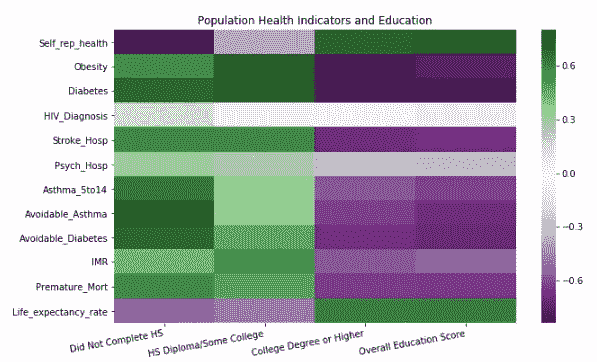 Population Health Indicators and Education
Self_rep_health
Obesity
Diabetes
HIV_Diagnosis
Stroke_Hosp
Psych_Hosp
Asthma_5to14
Avoidable_Asthma
Avoidable_Diabetes
IMR
Premature_Mort
Life_expectancy_rate
Did Not Complete HS
HS Diploma/Some College
College Degree or Higher
Overall Education Score
0.6
0.3
0.0
−0.3
−0.6